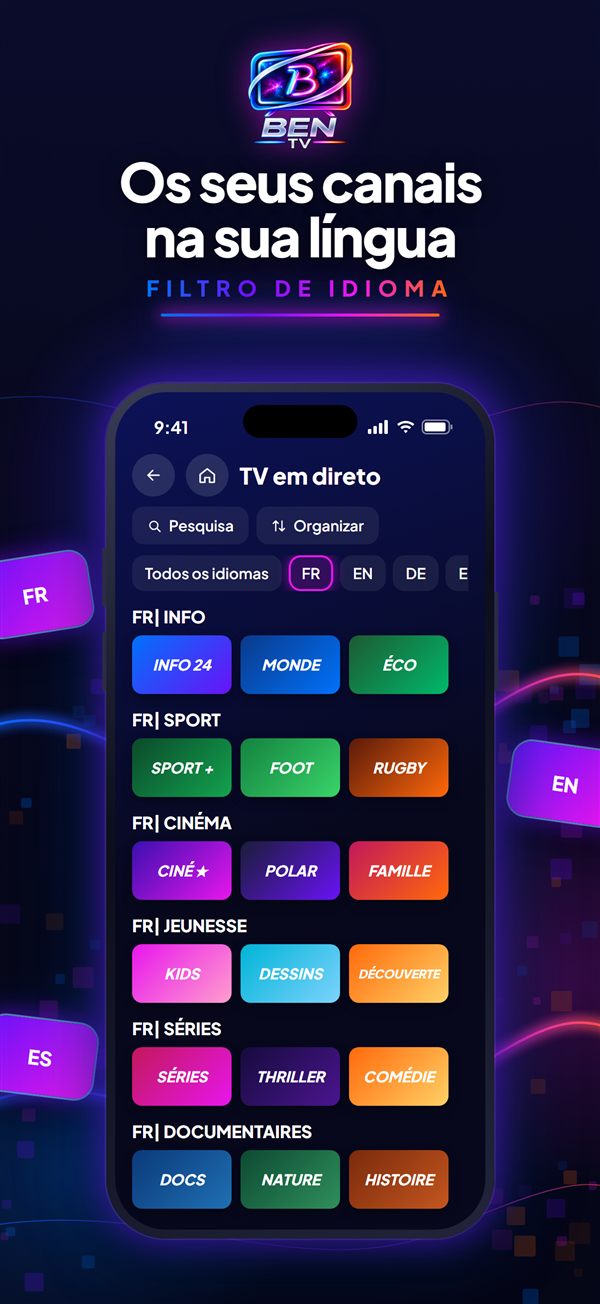 B
BEN
TV
Os seus canais
na sua língua
FILTRO DE IDIOMA
9:41
TV em direto
Pesquisa
Organizar
Todos os idiomas FR EN DE E
FR| INFO
INFO 24 MONDE ÉCO
FR| SPORT
SPORT + FOOT RUGBY
FR| CINÉMA
CINÉ★ POLAR FAMILLE
FR| JEUNESSE
KIDS DESSINS DÉCOUVERTE
FR| SÉRIES
SÉRIES THRILLER COMÉDIE
FR| DOCUMENTAIRES
DOCS NATURE HISTOIRE
FR
EN
ES